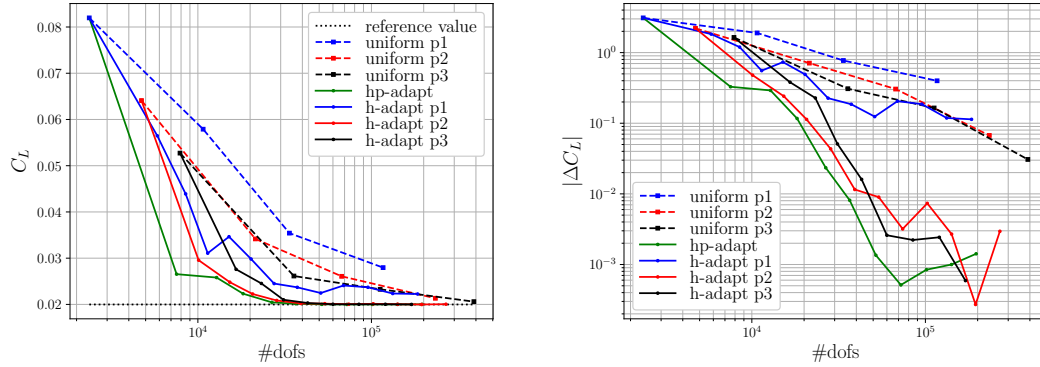 0.08
0.07
0.06
0.05
0.04
0.03
0.02
C_L
10^4
10^5
#dofs
reference value
uniform p1
uniform p2
uniform p3
hp-adapt
h-adapt p1
h-adapt p2
h-adapt p3
10^0
10^{-1}
10^{-2}
10^{-3}
|ΔC_L|
10^4
10^5
#dofs
uniform p1
uniform p2
uniform p3
hp-adapt
h-adapt p1
h-adapt p2
h-adapt p3